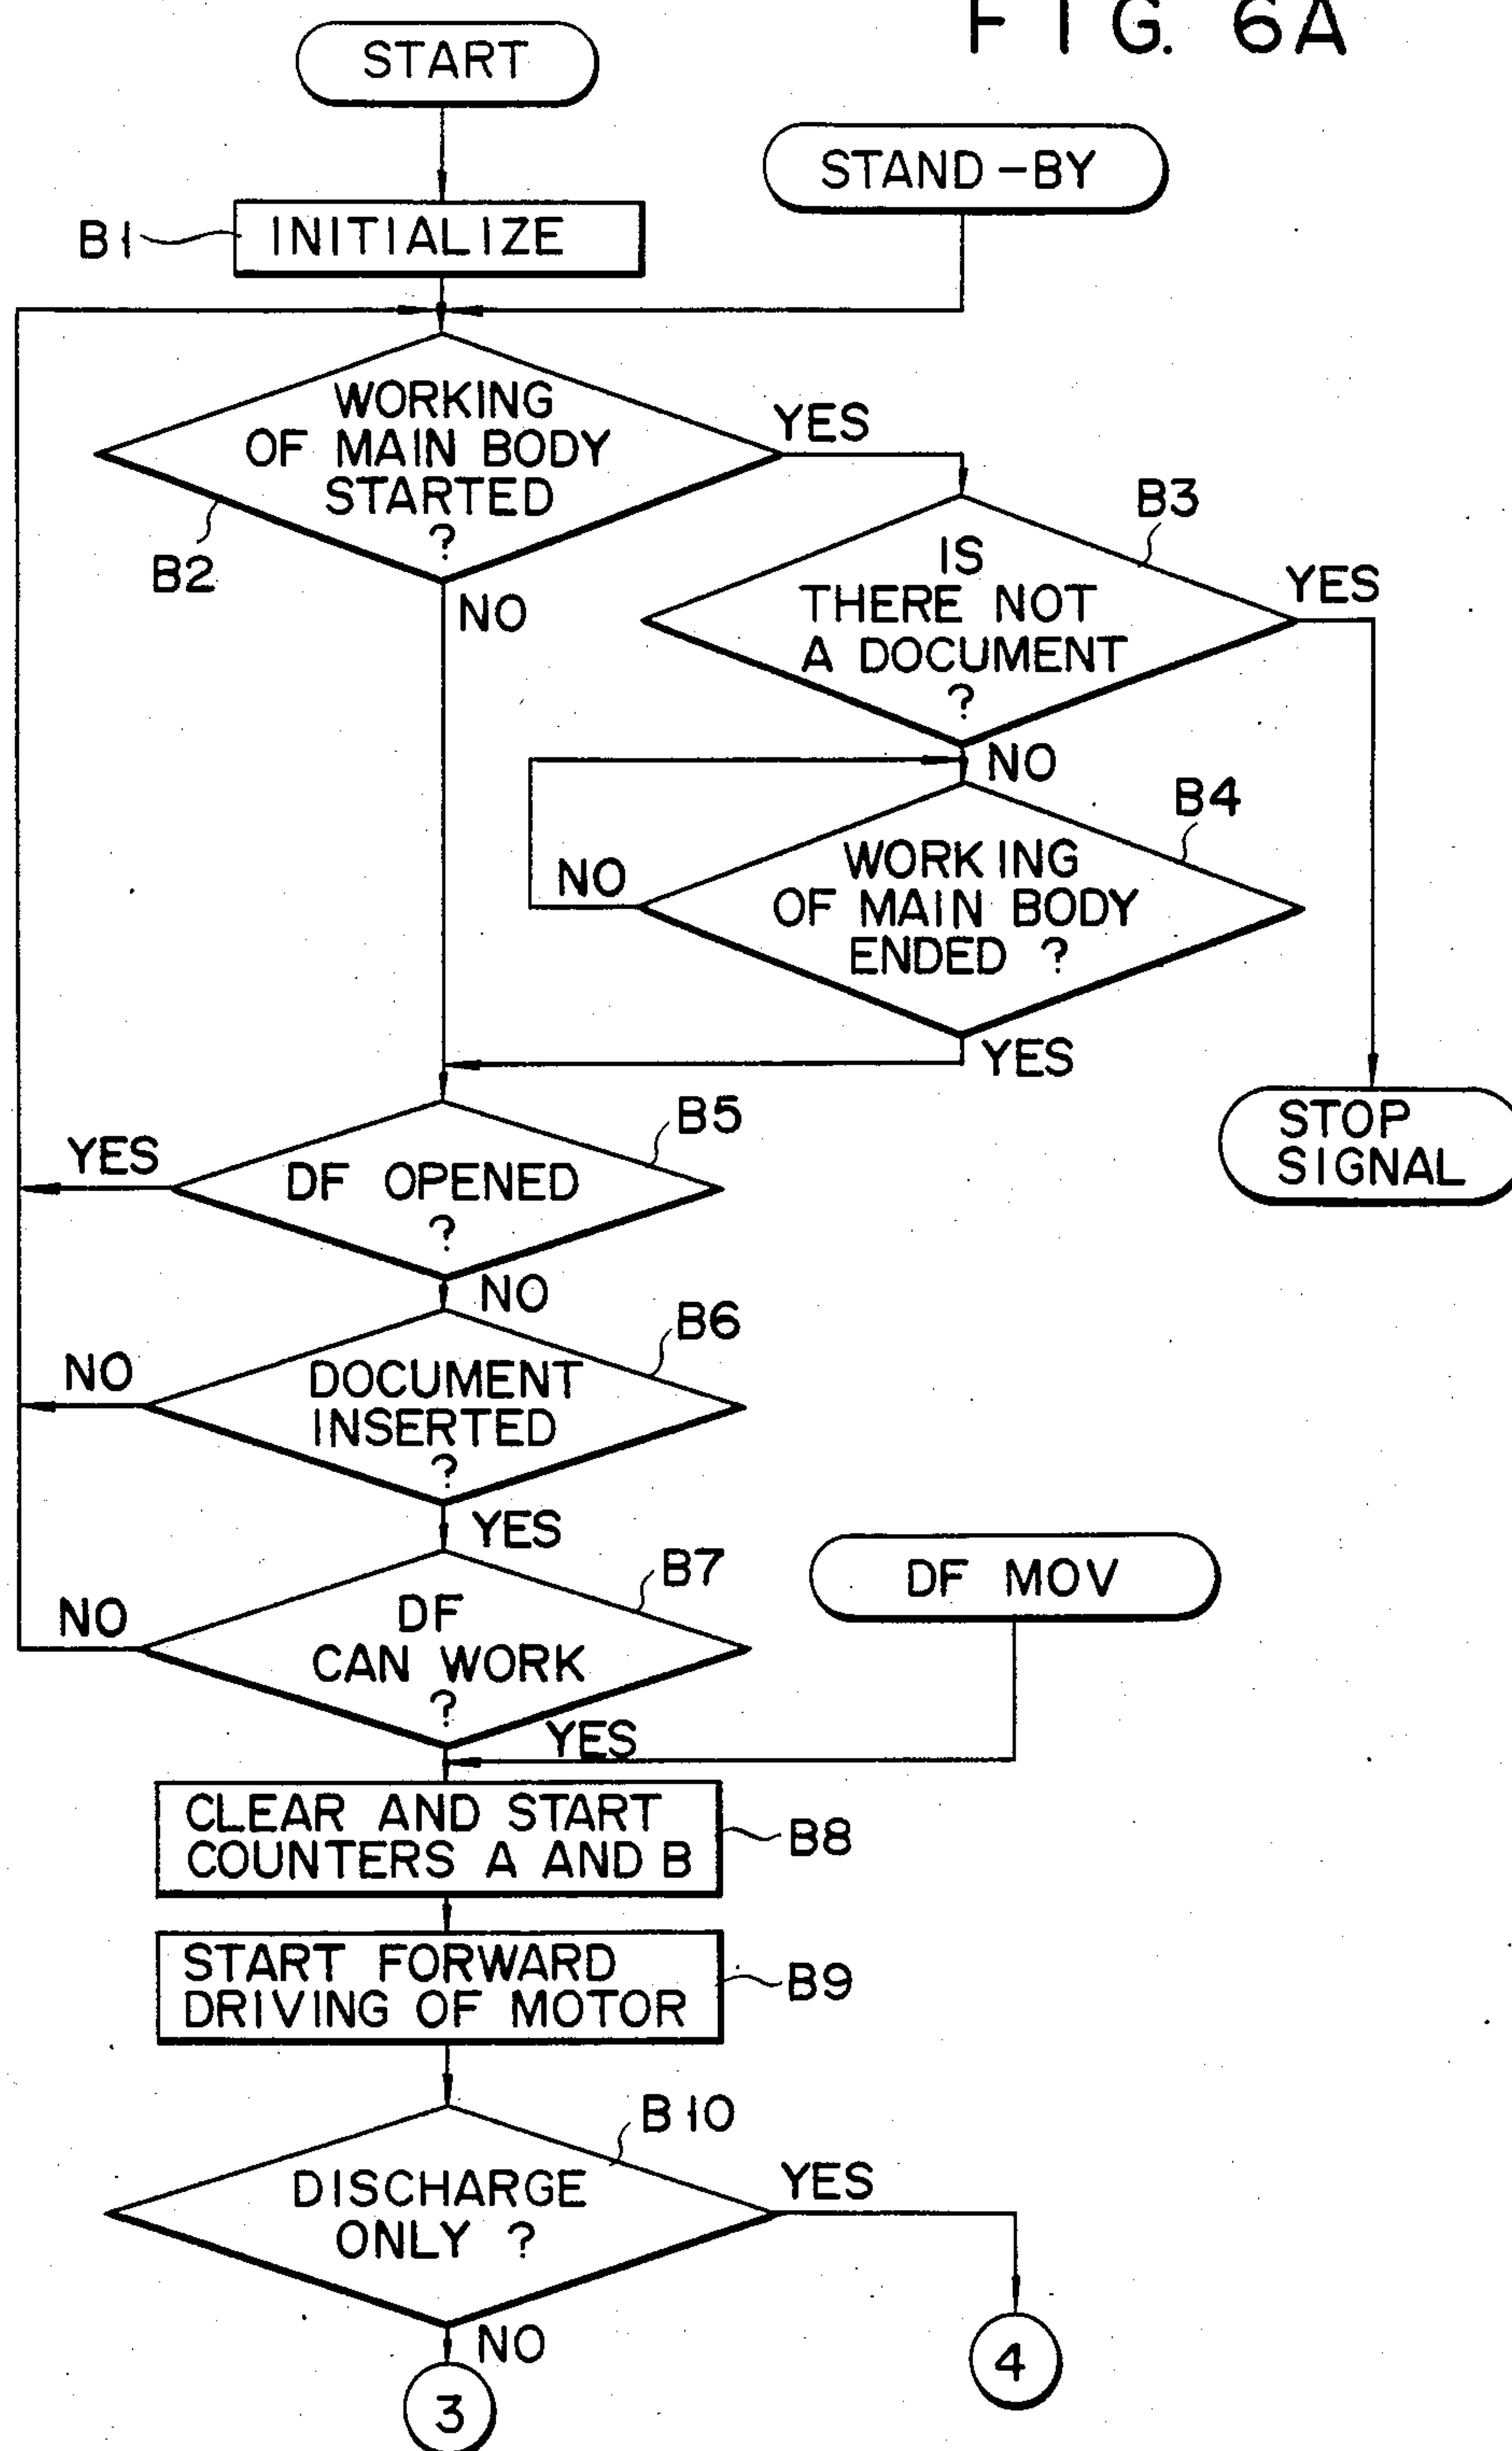 FIG. 6A
START
STAND-BY
B1
INITIALIZE
WORKING
OF MAIN BODY
STARTED
?
YES
B2
NO
B3
IS
THERE NOT
A DOCUMENT
?
YES
NO
B4
WORKING
OF MAIN BODY
ENDED ?
NO
YES
STOP
SIGNAL
B5
YES
DF OPENED
?
NO
B6
NO
DOCUMENT
INSERTED
?
YES
B7
DF MOV
NO
DF
CAN WORK
?
YES
CLEAR AND START
COUNTERS A AND B
B8
START FORWARD
DRIVING OF MOTOR
B9
B10
DISCHARGE
ONLY ?
YES
NO
4
3